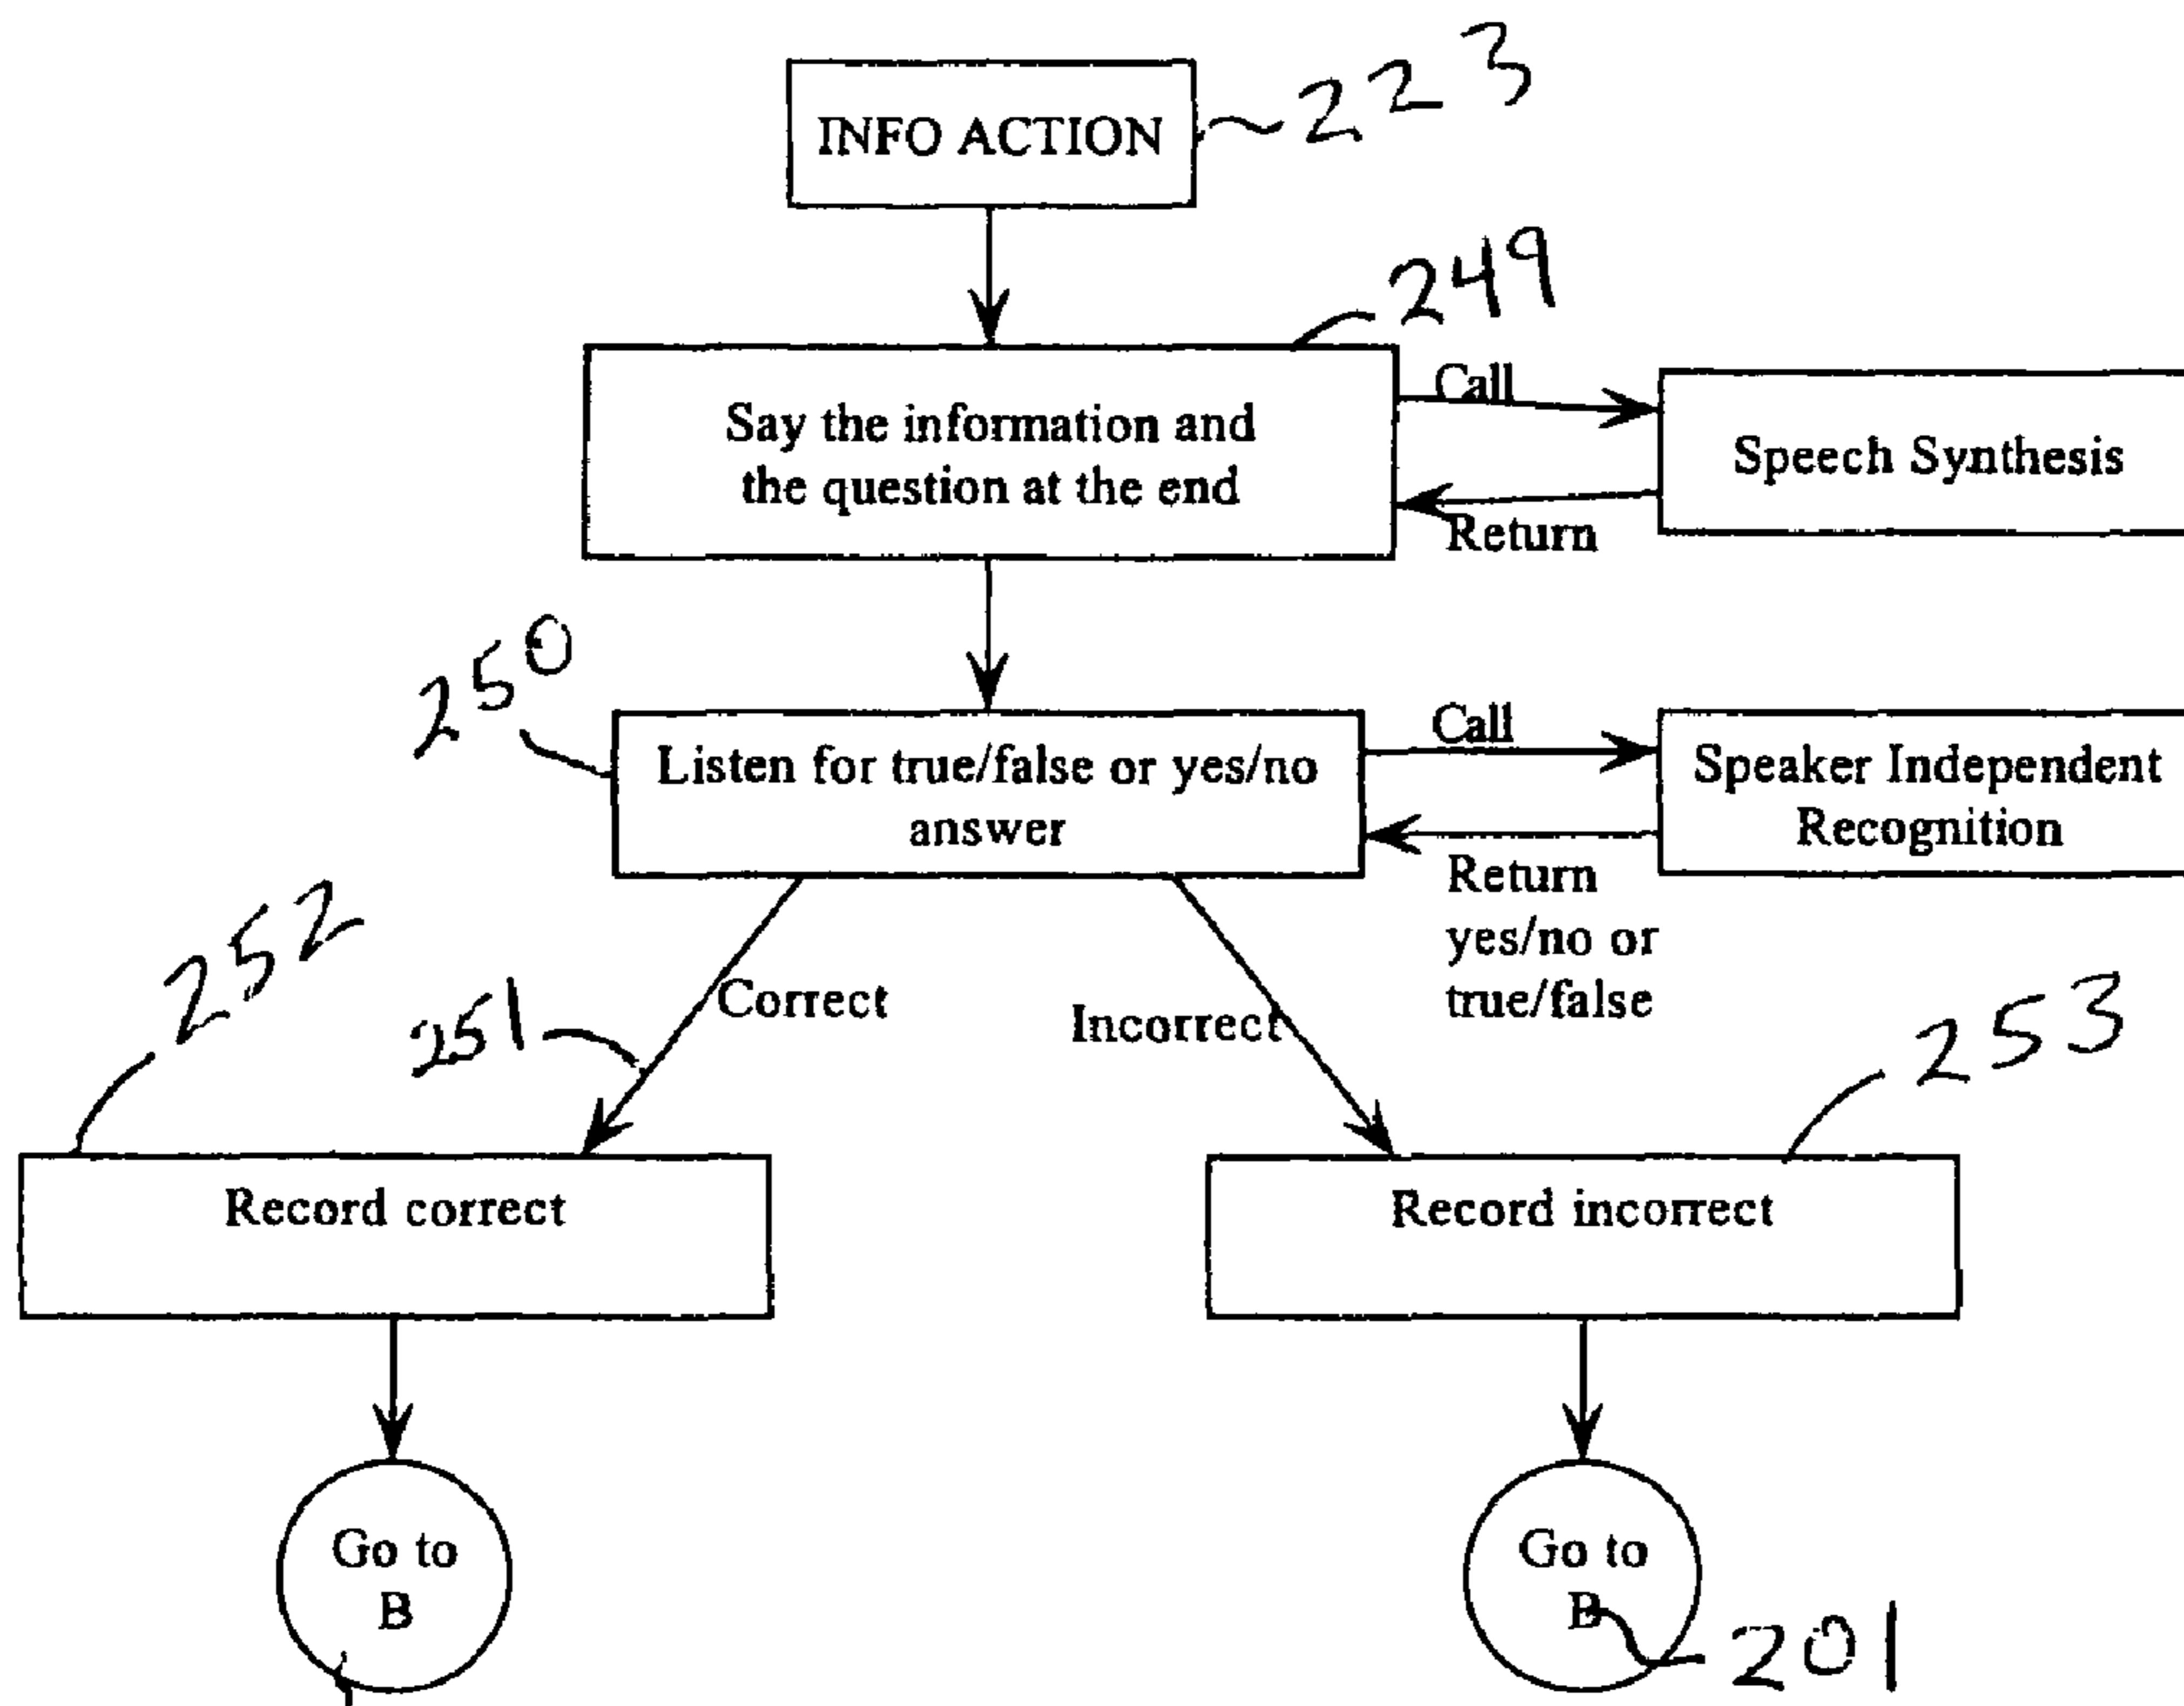 INFO ACTION
223
249
Say the information and
the question at the end
Call
Return
Speech Synthesis
250
Listen for true/false or yes/no
answer
Call
Return
yes/no or
true/false
Speaker Independent
Recognition
252
251
Correct
Incorrect
253
Record correct
Record incorrect
Go to
B
Go to
B
201